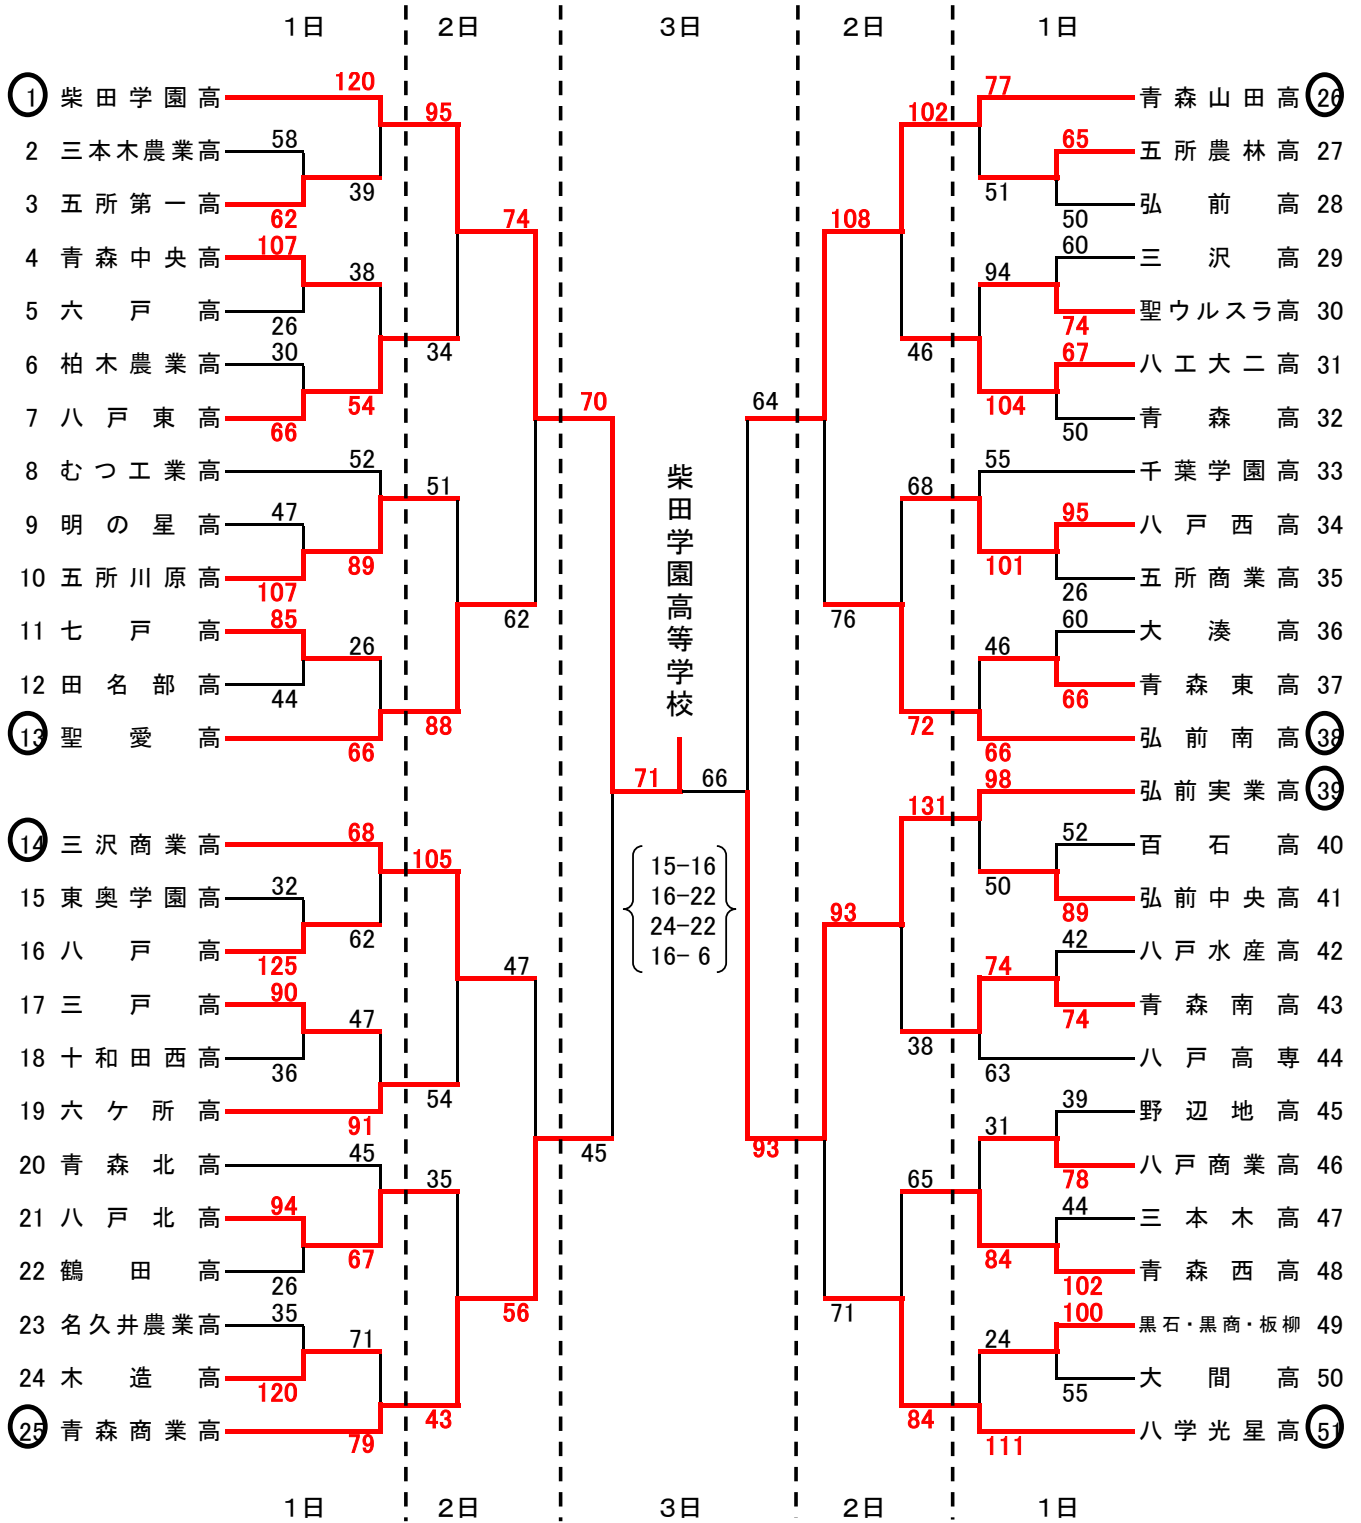 1日 2日 3日 2日 1日
1 柴田学園高 120
2 三本木農業高 58
3 五所第一高 62
39
95
4 青森中央高 107
5 六戸高 26
38
6 柏木農業高 30
7 八戸東高 66
54
34
74
8 むつ工業高 52
9 明の星高 47
10 五所川原高 107
89
51
11 七戸高 85
12 田名部高 44
26
13 聖愛高 66
88
62
70
14 三沢商業高 68
15 東奥学園高 32
16 八戸高 125
62
105
17 三戸高 90
18 十和田西高 36
47
19 六ケ所高 91
54
47
20 青森北高 45
21 八戸北高 94
22 鶴田高 26
67
35
23 名久井農業高 35
24 木造高 120
71
25 青森商業高 79
43
56
45
柴田学園高等学校
71 66
15-16
16-22
24-22
16- 6
77 青森山田高 26
65 五所農林高 27
50 弘前高 28
51
102
60 三沢高 29
74 聖ウルスラ高 30
94
67 八工大二高 31
50 青森高 32
104
46
108
55 千葉学園高 33
95 八戸西高 34
26 五所商業高 35
101
68
60 大湊高 36
66 青森東高 37
46
66 弘前南高 38
72
76
64
98 弘前実業高 39
52 百石高 40
89 弘前中央高 41
50
131
42 八戸水産高 42
74 青森南高 43
74
63 八戸高専 44
38
93
39 野辺地高 45
78 八戸商業高 46
31
44 三本木高 47
102 青森西高 48
84
65
100 黒石・黒商・板柳 49
55 大間高 50
24
111 八学光星高 51
84
71
93
1日 2日 3日 2日 1日